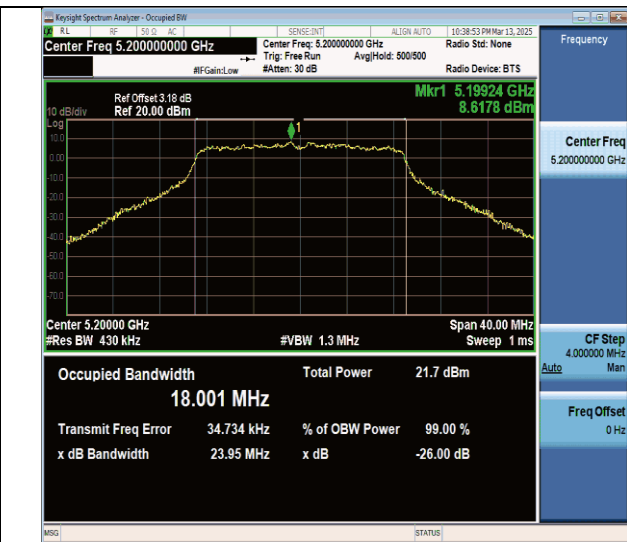 Keysight Spectrum Analyzer - Occupied BW
RL RF 50 Ω AC SENSE:INT ALIGN AUTO 10:38:53 PM Mar 13, 2025
Center Freq 5.200000000 GHz
Center Freq: 5.200000000 GHz Radio Std: None
Trig: Free Run Avg|Hold: 500/500
#IFGain:Low #Atten: 30 dB Radio Device: BTS
Frequency
Mkr1 5.19924 GHz
8.6178 dBm
Ref Offset 3.18 dB
10 dB/div Ref 20.00 dBm
Log
10.0
0.00
-10.0
-20.0
-30.0
-40.0
-50.0
-60.0
-70.0
1
Center Freq
5.200000000 GHz
Center 5.20000 GHz Span 40.00 MHz
#Res BW 430 kHz #VBW 1.3 MHz Sweep 1 ms
CF Step
4.000000 MHz
Auto Man
Occupied Bandwidth Total Power 21.7 dBm
18.001 MHz
Transmit Freq Error 34.734 kHz % of OBW Power 99.00 %
x dB Bandwidth 23.95 MHz x dB -26.00 dB
Freq Offset
0 Hz
MSG STATUS